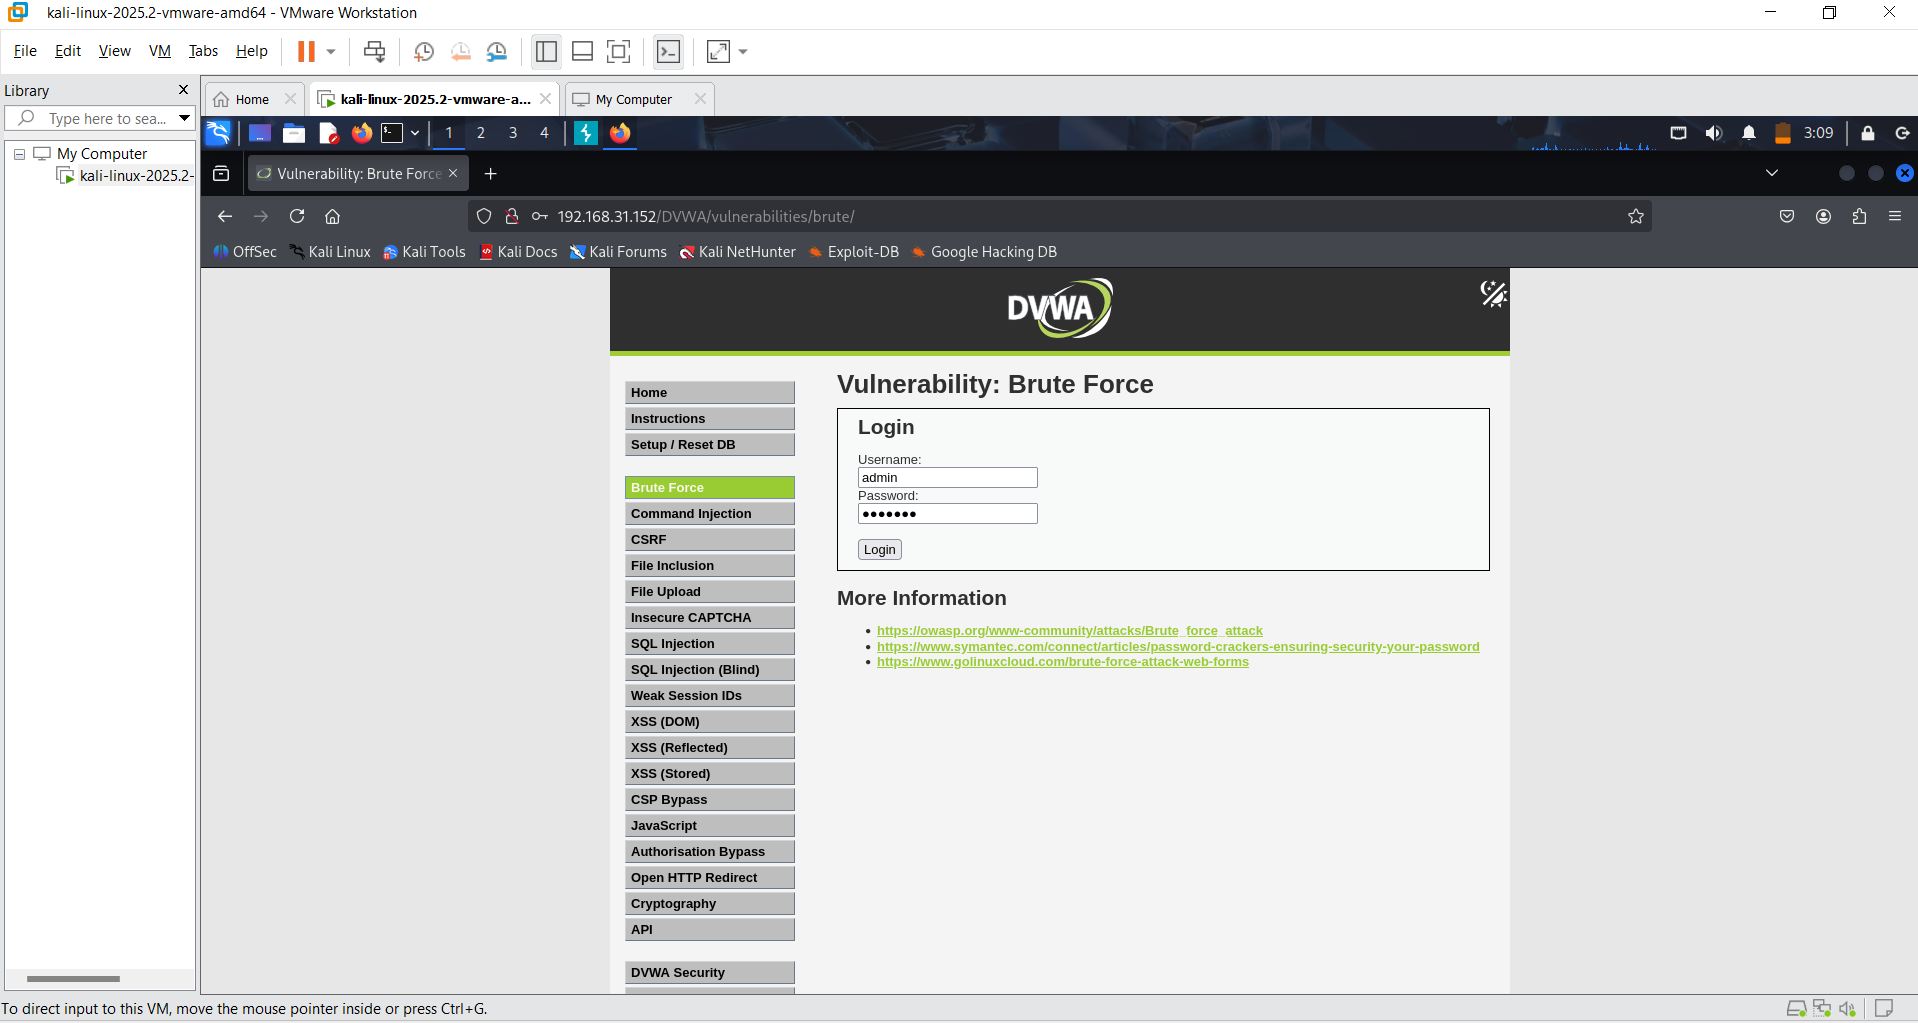 kali-linux-2025.2-vmware-amd64 - VMware Workstation
File Edit View VM Tabs Help
Library
Type here to sea...
My Computer
kali-linux-2025.2-
Home
kali-linux-2025.2-vmware-a...
My Computer
1 2 3 4
3:09
Vulnerability: Brute Force
192.168.31.152/DVWA/vulnerabilities/brute/
OffSec Kali Linux Kali Tools Kali Docs Kali Forums Kali NetHunter Exploit-DB Google Hacking DB
DVWA
Home
Instructions
Setup / Reset DB
Brute Force
Command Injection
CSRF
File Inclusion
File Upload
Insecure CAPTCHA
SQL Injection
SQL Injection (Blind)
Weak Session IDs
XSS (DOM)
XSS (Reflected)
XSS (Stored)
CSP Bypass
JavaScript
Authorisation Bypass
Open HTTP Redirect
Cryptography
API
DVWA Security
Vulnerability: Brute Force
Login
Username:
admin
Password:
Login
More Information
https://owasp.org/www-community/attacks/Brute_force_attack
https://www.symantec.com/connect/articles/password-crackers-ensuring-security-your-password
https://www.golinuxcloud.com/brute-force-attack-web-forms
To direct input to this VM, move the mouse pointer inside or press Ctrl+G.